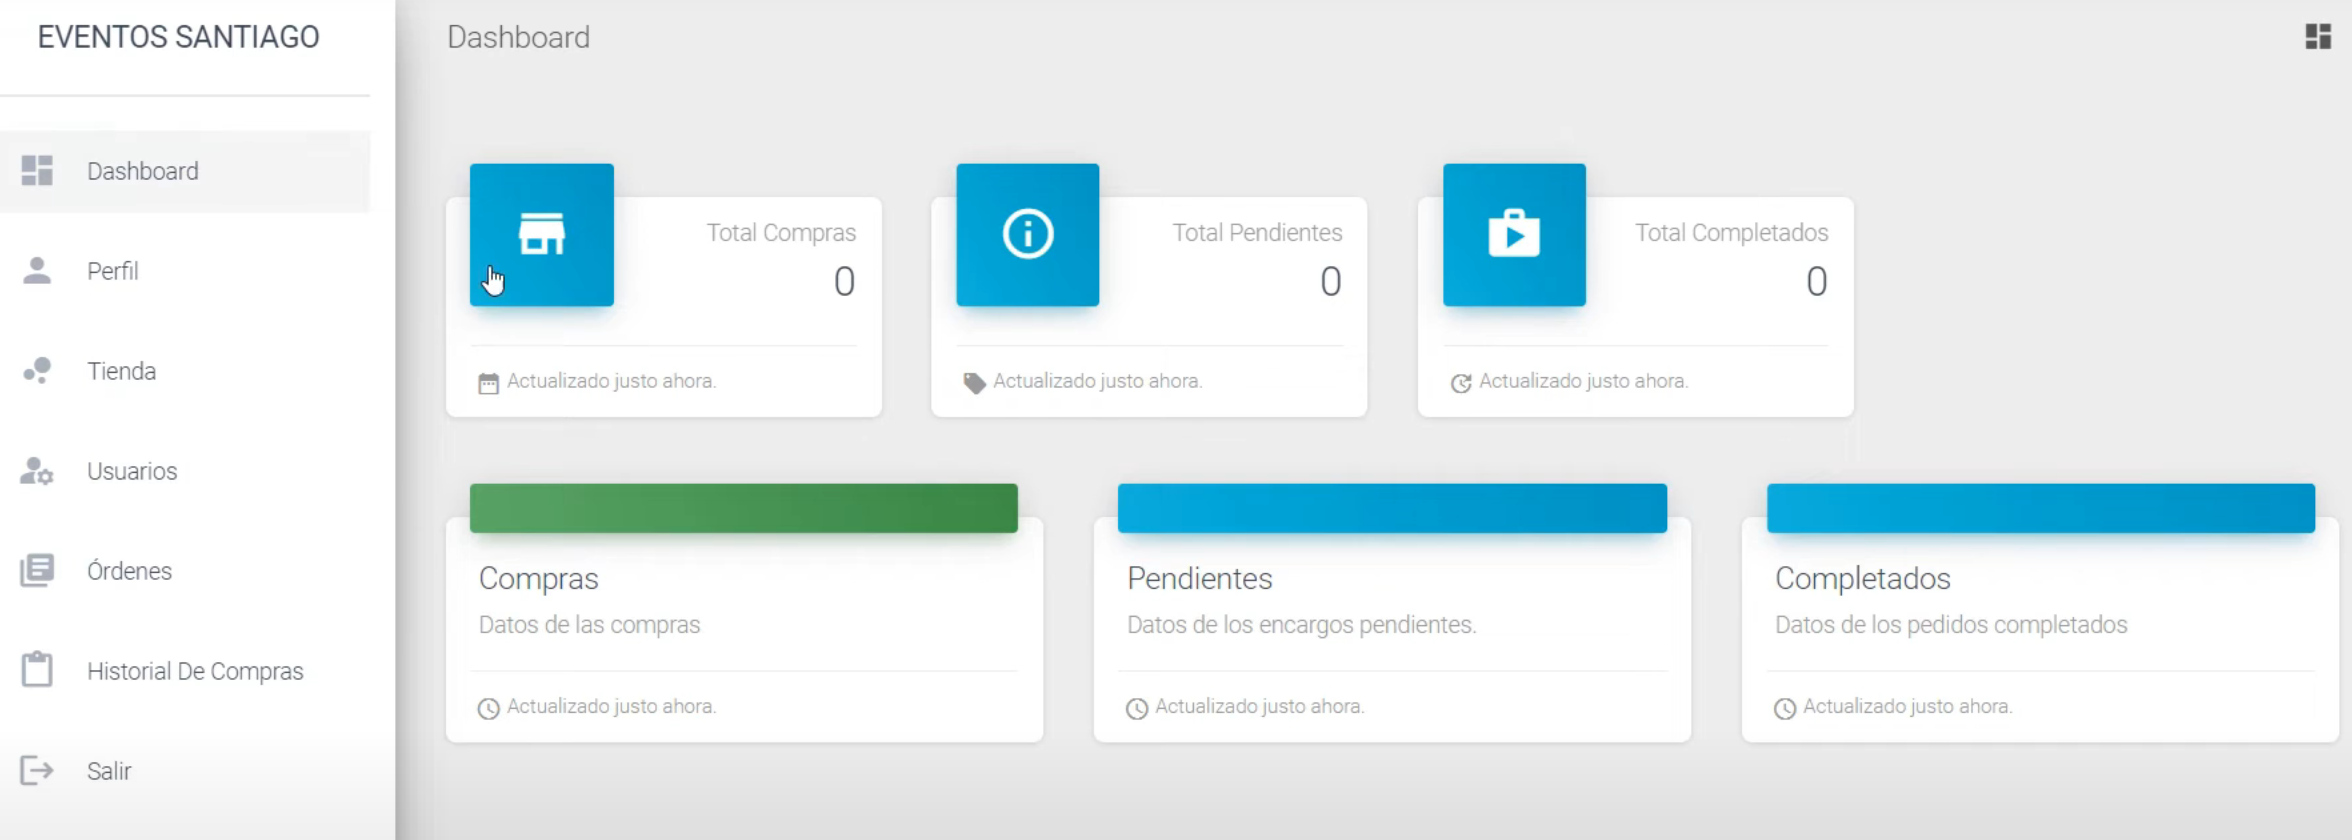 EVENTOS SANTIAGO
Dashboard
Perfil
Tienda
Usuarios
Órdenes
Historial De Compras
Salir
Dashboard
Total Compras
0
Actualizado justo ahora.
Total Pendientes
0
Actualizado justo ahora.
Total Completados
0
Actualizado justo ahora.
Compras
Datos de las compras
Actualizado justo ahora.
Pendientes
Datos de los encargos pendientes.
Actualizado justo ahora.
Completados
Datos de los pedidos completados
Actualizado justo ahora.